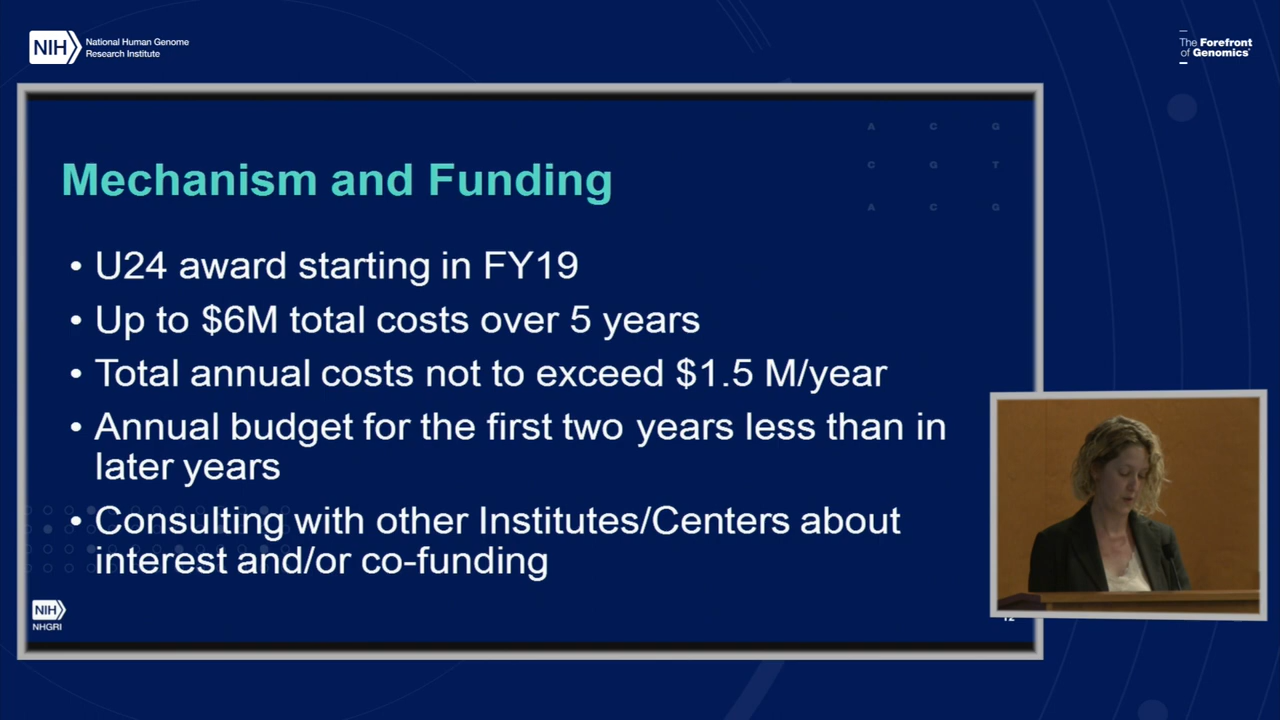 NIH
National Human Genome
Research Institute
The Forefront
of Genomics®
A C G
C G T
A C G
Mechanism and Funding
• U24 award starting in FY19
• Up to $6M total costs over 5 years
• Total annual costs not to exceed $1.5 M/year
• Annual budget for the first two years less than in
later years
• Consulting with other Institutes/Centers about
interest and/or co-funding
NIH
NHGRI
12